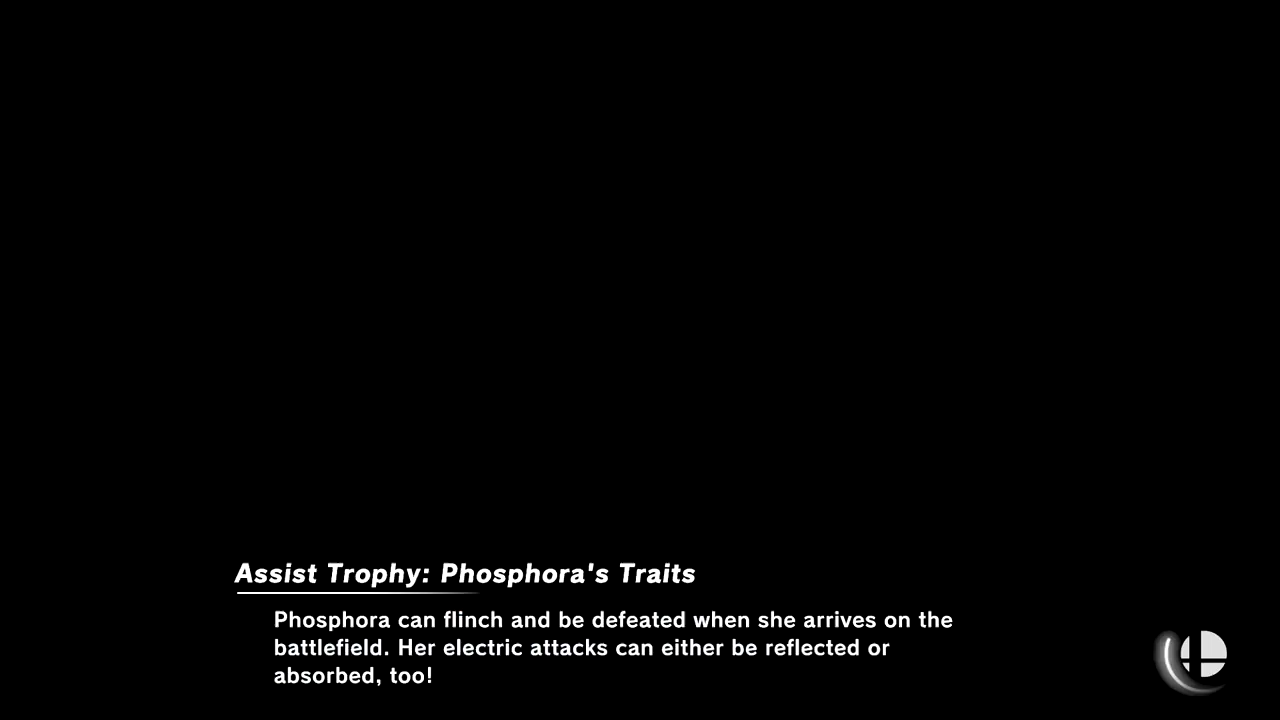 Assist Trophy: Phosphora's Traits
Phosphora can flinch and be defeated when she arrives on the
battlefield. Her electric attacks can either be reflected or
absorbed, too!